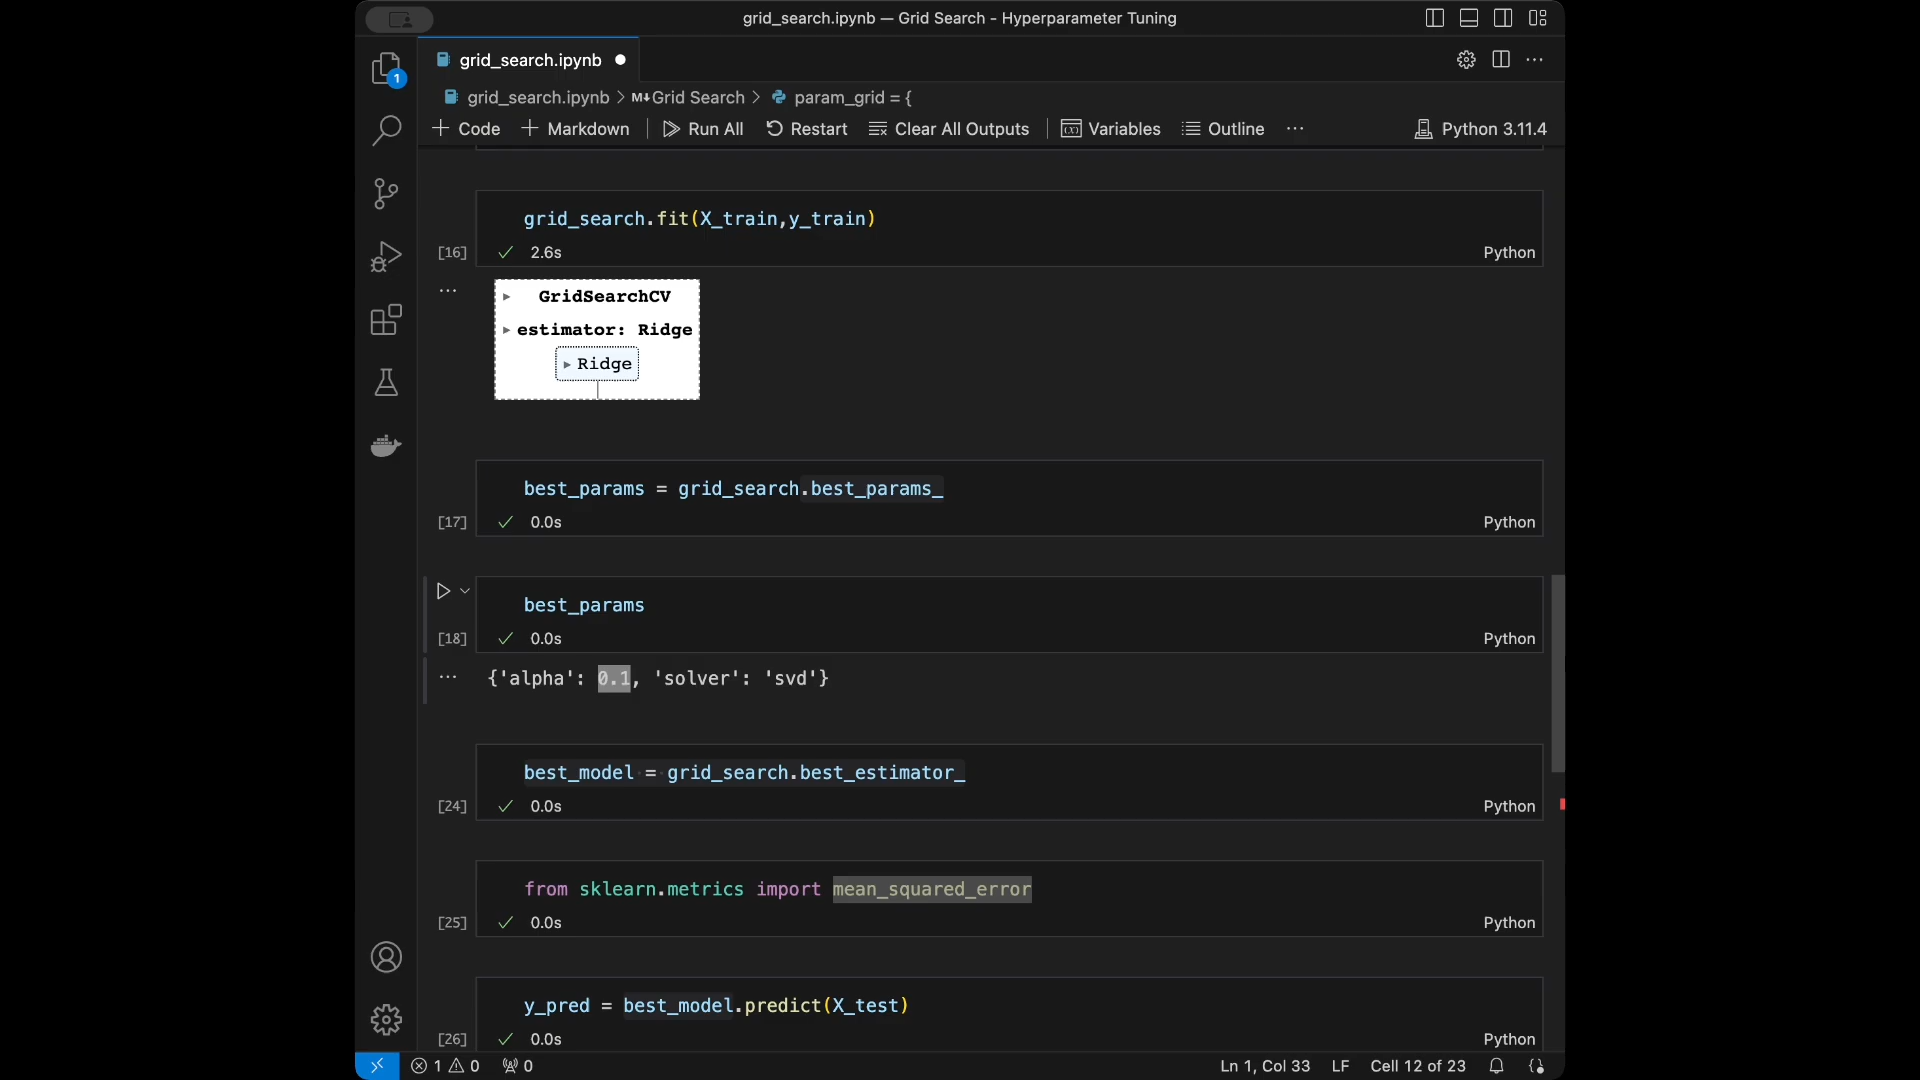 grid_search.ipynb — Grid Search - Hyperparameter Tuning
1
grid_search.ipynb
grid_search.ipynb > M↓Grid Search > param_grid = {
Code Markdown Run All Restart Clear All Outputs Variables Outline ... Python 3.11.4
grid_search.fit(X_train,y_train)
[16] ✓ 2.6s Python
...
GridSearchCV
estimator: Ridge
Ridge
best_params = grid_search.best_params_
[17] ✓ 0.0s Python
best_params
[18] ✓ 0.0s Python
... {'alpha': 0.1, 'solver': 'svd'}
best_model = grid_search.best_estimator_
[24] ✓ 0.0s Python
from sklearn.metrics import mean_squared_error
[25] ✓ 0.0s Python
y_pred = best_model.predict(X_test)
[26] ✓ 0.0s Python
1 0 0 Ln 1, Col 33 LF Cell 12 of 23